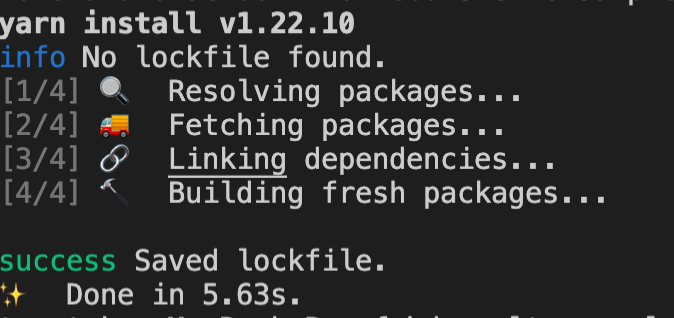 yarn install v1.22.10
info No lockfile found.
[1/4] 🔍 Resolving packages...
[2/4] 🚚 Fetching packages...
[3/4] 🔗 Linking dependencies...
[4/4] 🔨 Building fresh packages...
success Saved lockfile.
✨ Done in 5.63s.